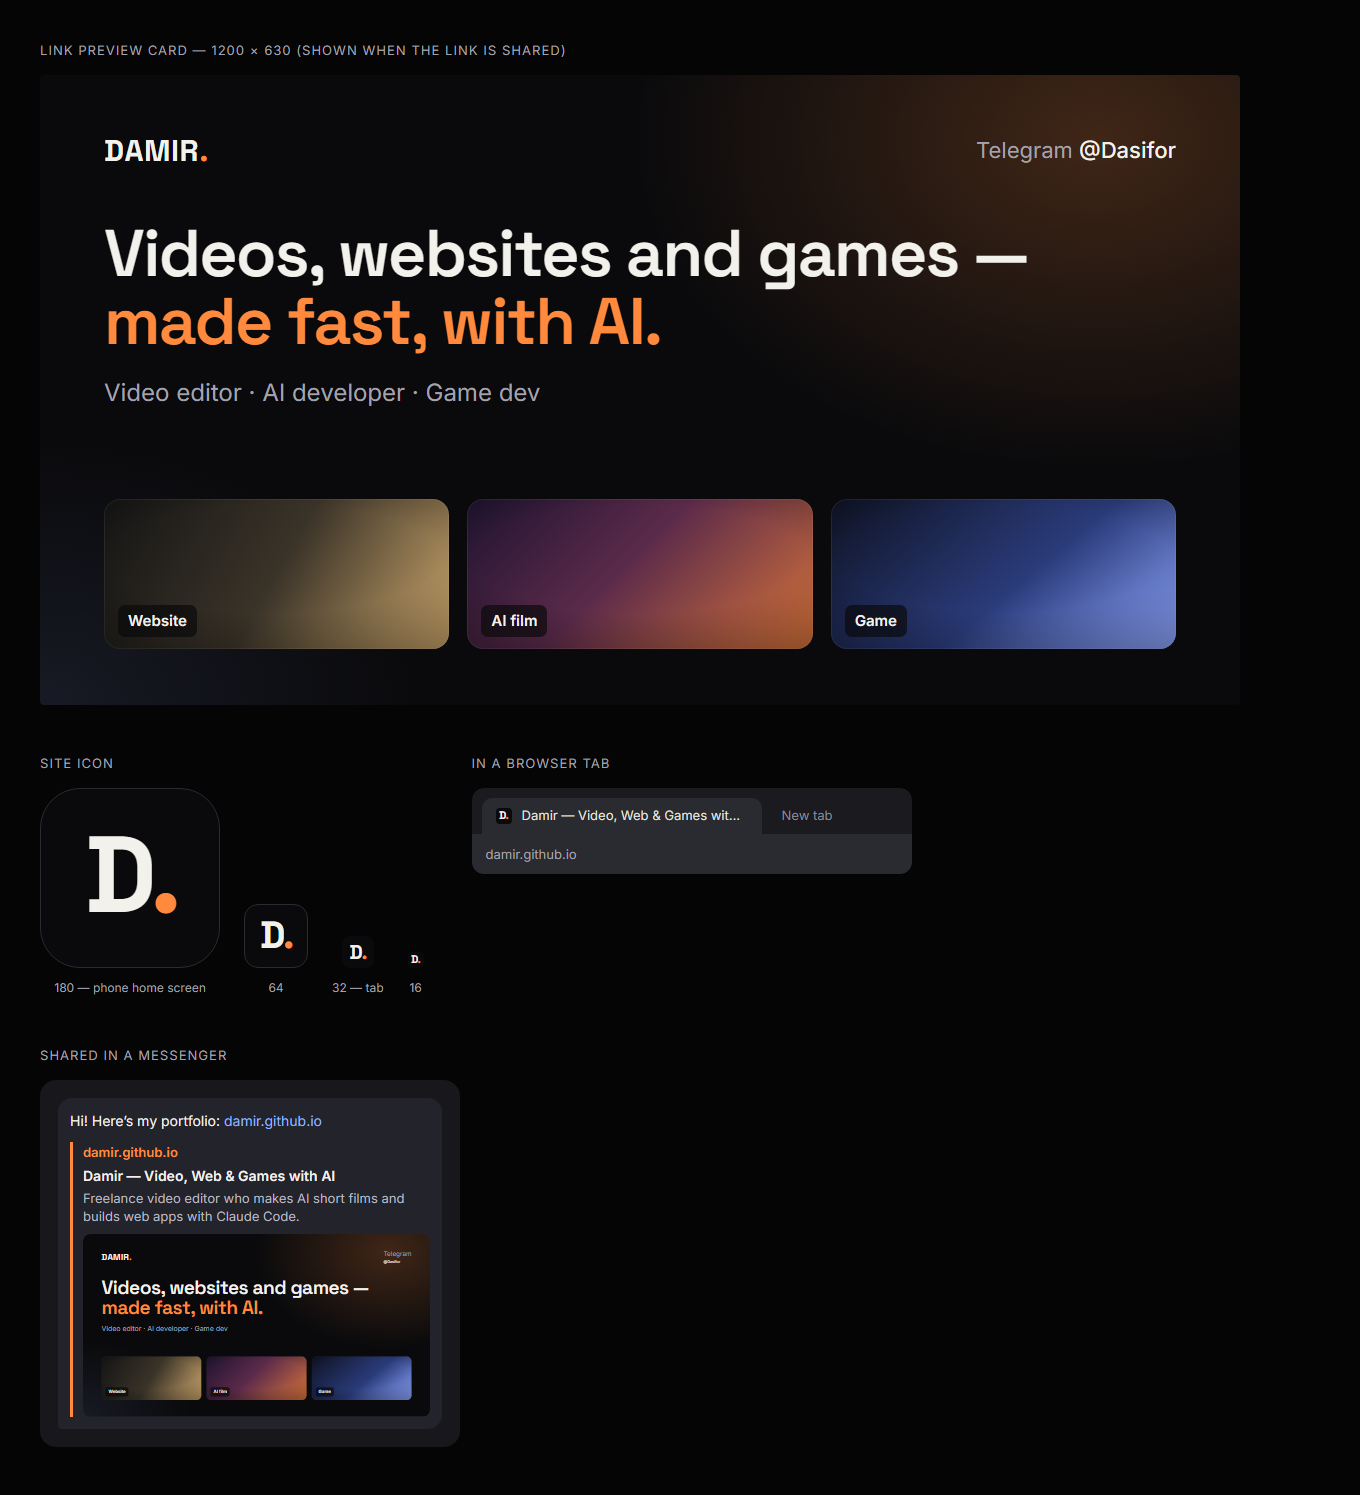 LINK PREVIEW CARD — 1200 × 630 (SHOWN WHEN THE LINK IS SHARED)
DAMIR.
Telegram @Dasifor
Videos, websites and games —
made fast, with AI.
Video editor · AI developer · Game dev
Website
AI film
Game
SITE ICON
D.
D.
D.
D.
180 — phone home screen
64
32 — tab
16
IN A BROWSER TAB
D. Damir — Video, Web & Games wit...
New tab
damir.github.io
SHARED IN A MESSENGER
Hi! Here’s my portfolio: damir.github.io
damir.github.io
Damir — Video, Web & Games with AI
Freelance video editor who makes AI short films and
builds web apps with Claude Code.
DAMIR.
Telegram
@Dasifor
Videos, websites and games —
made fast, with AI.
Video editor · AI developer · Game dev
Website
AI film
Game